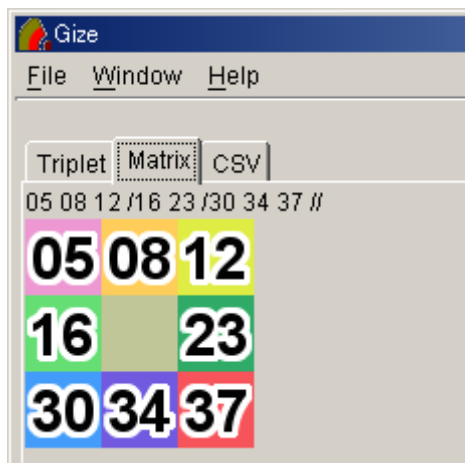 Gize
File Window Help
Triplet Matrix CSV
05 08 12 /16 23 /30 34 37 //
05 08 12
16 23
30 34 37